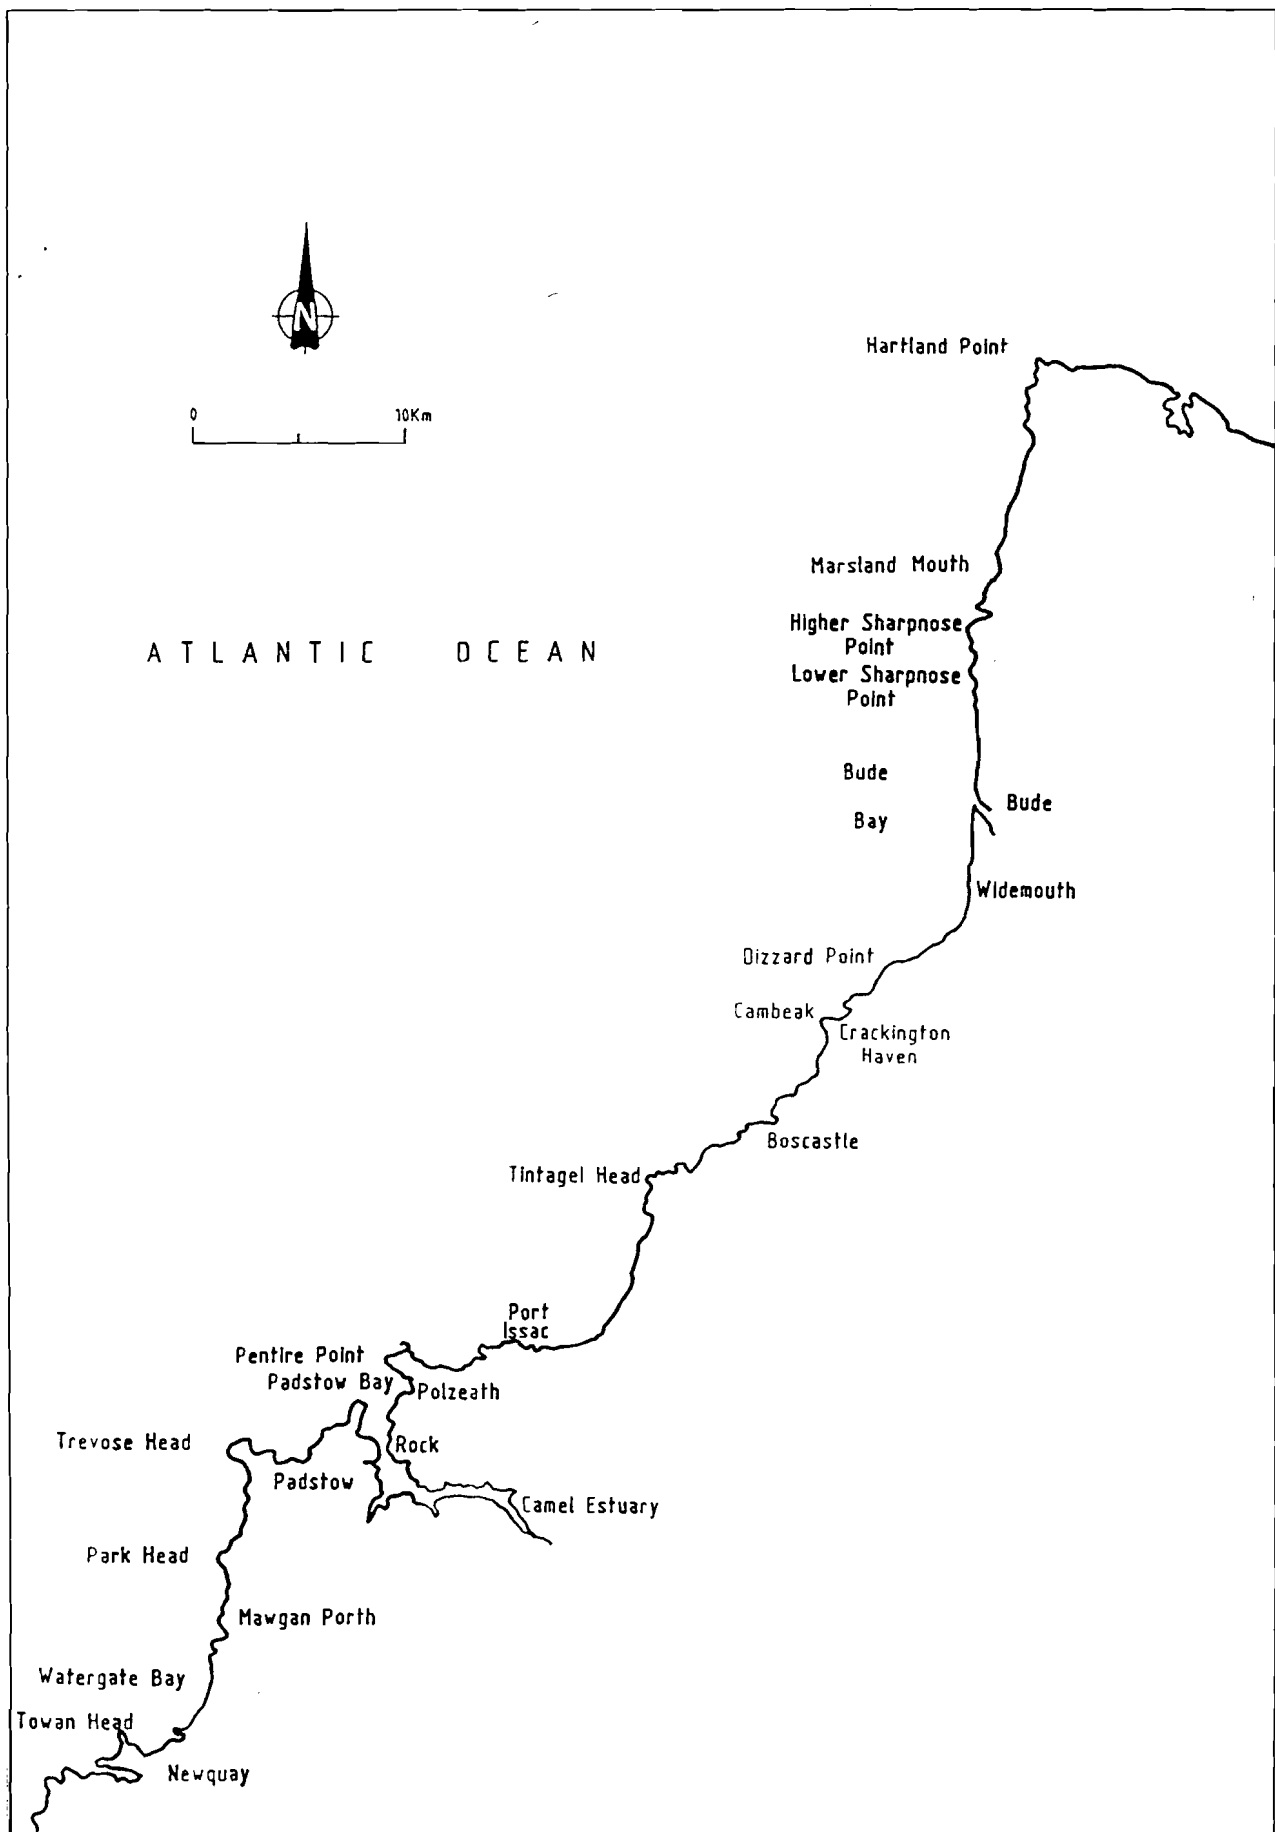 N
0 10Km
Hartland Point
Marsland Mouth
Higher Sharpnose
Point
ATLANTIC OCEAN
Lower Sharpnose
Point
Bude
Bay
Bude
Widemouth
Dizzard Point
Cambeak
Crackington
Haven
Boscastle
Tintagel Head
Port
Issac
Pentire Point
Padstow Bay
Polzeath
Trevose Head
Rock
Padstow
Camel Estuary
Park Head
Mawgan Porth
Watergate Bay
Towan Head
Newquay